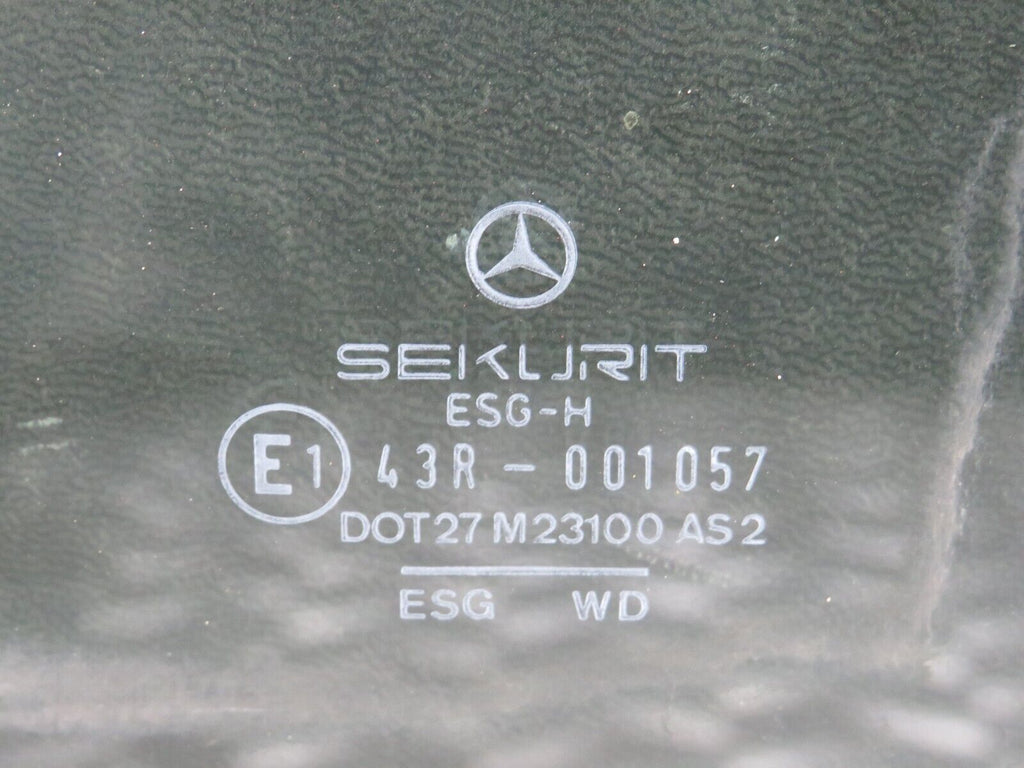 SEKURIT
ESG-H
E1 43R - 001057
DOT27 M23100 AS2
ESG WD